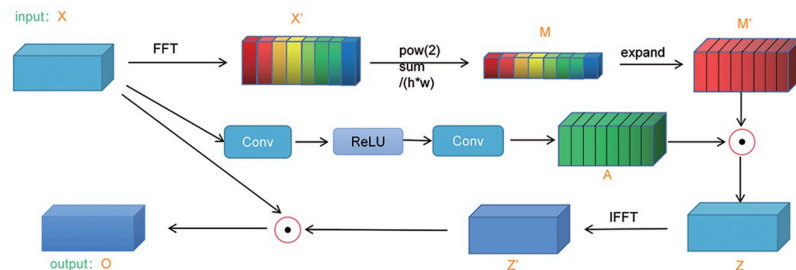 input: X
X'
M
M'
FFT
pow(2)
sum
/(h*w)
expand
Conv
ReLU
Conv
A
IFFT
Z'
Z
output: O